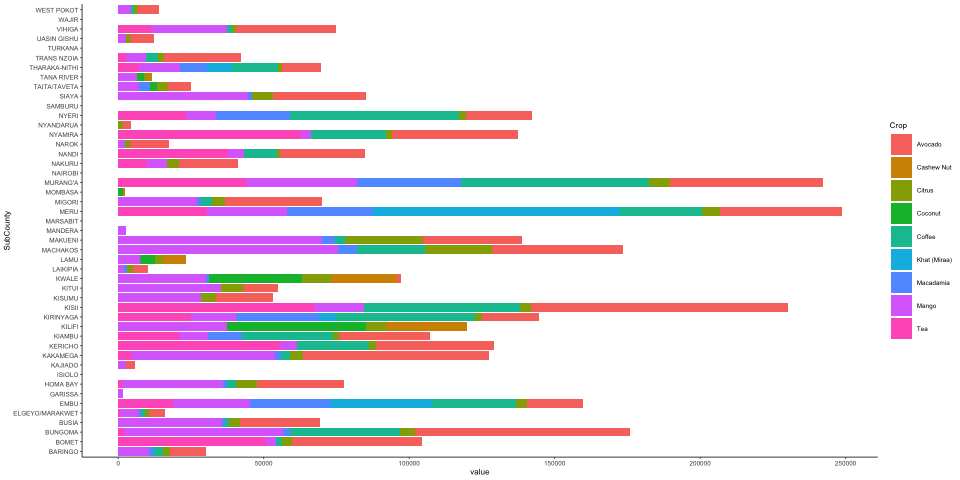 WEST POKOT
WAJIR
VIHIGA
UASIN GISHU
TURKANA
TRANS NZOIA
THARAKA-NITHI
TANA RIVER
TAITA/TAVETA
SIAYA
SAMBURU
NYERI
NYANDARUA
NYAMIRA
NAROK
NANDI
NAKURU
NAIROBI
MURANG'A
MOMBASA
MIGORI
MERU
MARSABIT
MANDERA
MAKUENI
MACHAKOS
LAMU
LAIKIPIA
KWALE
KITUI
KISUMU
KISII
KIRINYAGA
KILIFI
KIAMBU
KERICHO
KAKAMEGA
KAJIADO
ISIOLO
HOMA BAY
GARISSA
EMBU
ELGEYO/MARAKWET
BUSIA
BUNGOMA
BOMET
BARINGO
SubCounty
0 50000 100000 150000 200000 250000
value
Crop
Avocado
Cashew Nut
Citrus
Coconut
Coffee
Khat (Miraa)
Macadamia
Mango
Tea